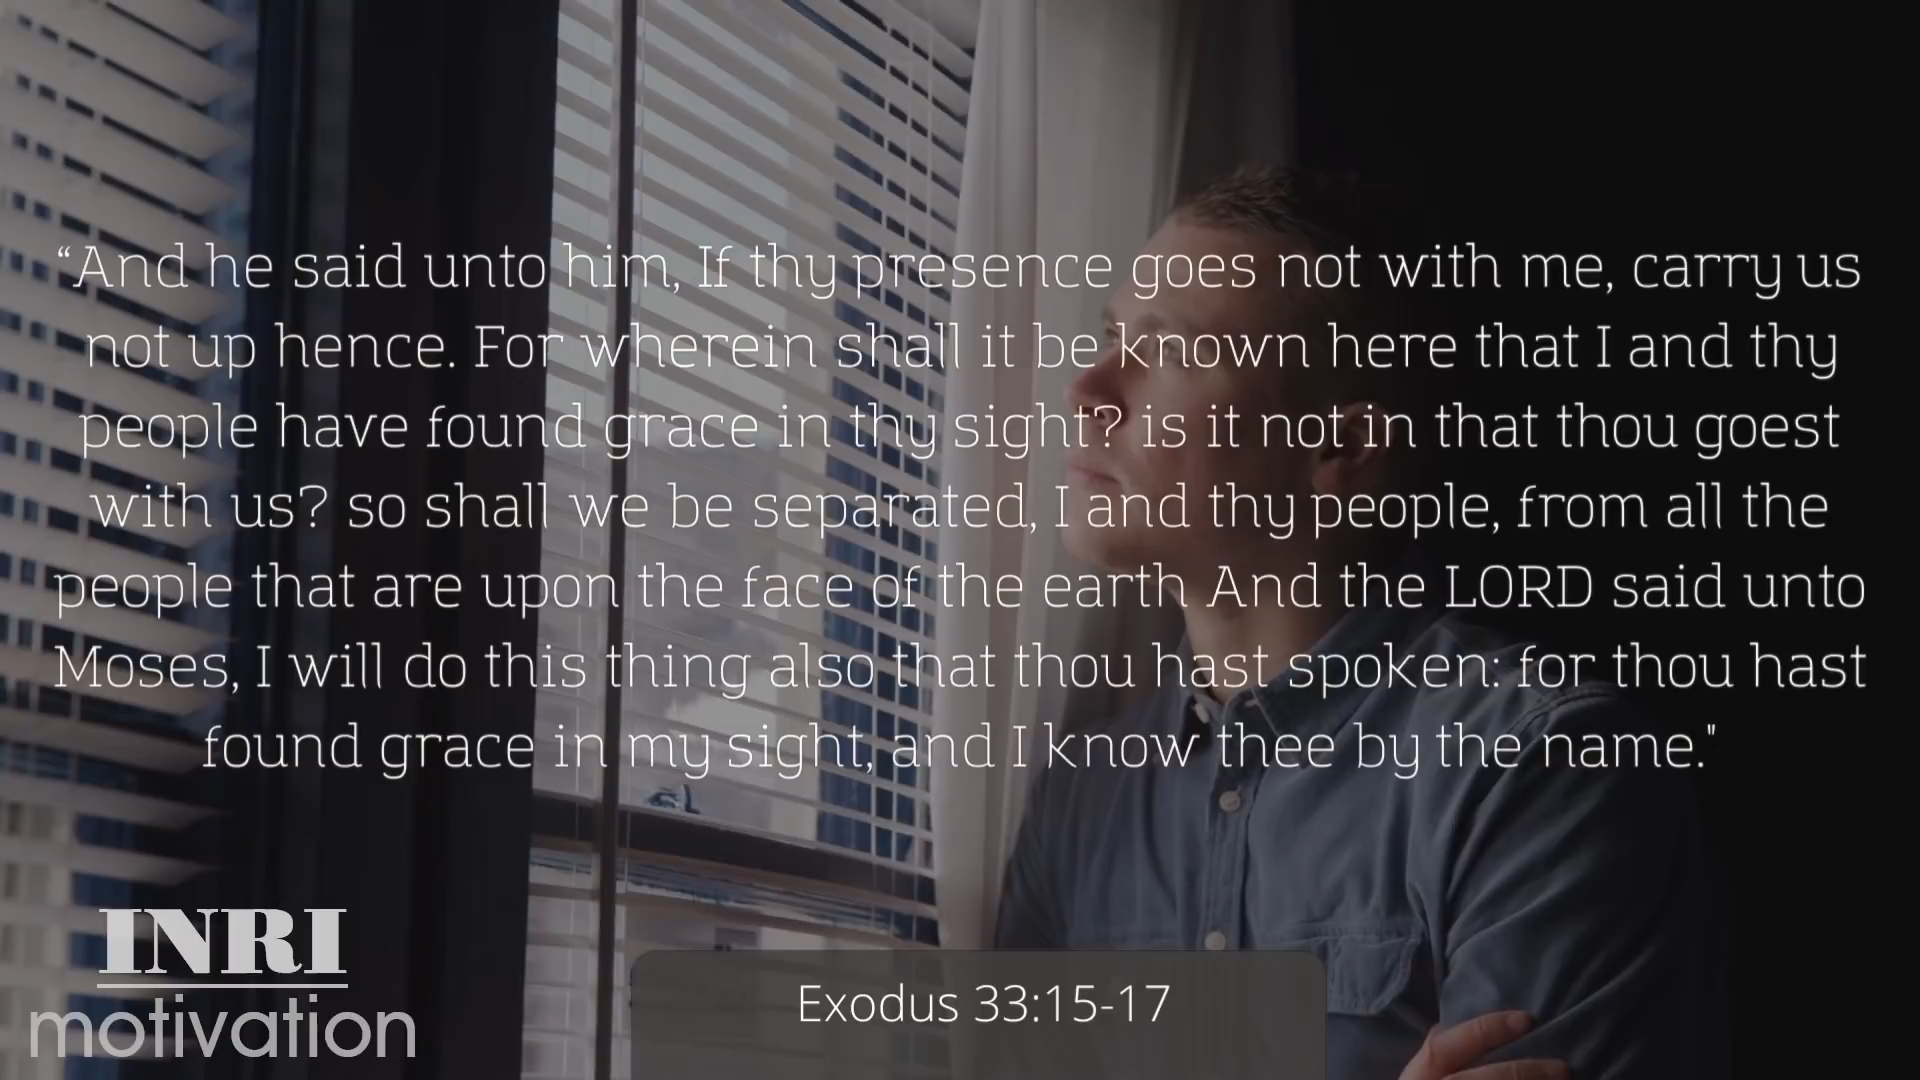 “And he said unto him, If thy presence goes not with me, carry us
not up hence. For wherein shall it be known here that I and thy
people have found grace in thy sight? is it not in that thou goest
with us? so shall we be separated, I and thy people, from all the
people that are upon the face of the earth And the LORD said unto
Moses, I will do this thing also that thou hast spoken: for thou hast
found grace in my sight, and I know thee by the name."
INRI
motivation
Exodus 33:15-17